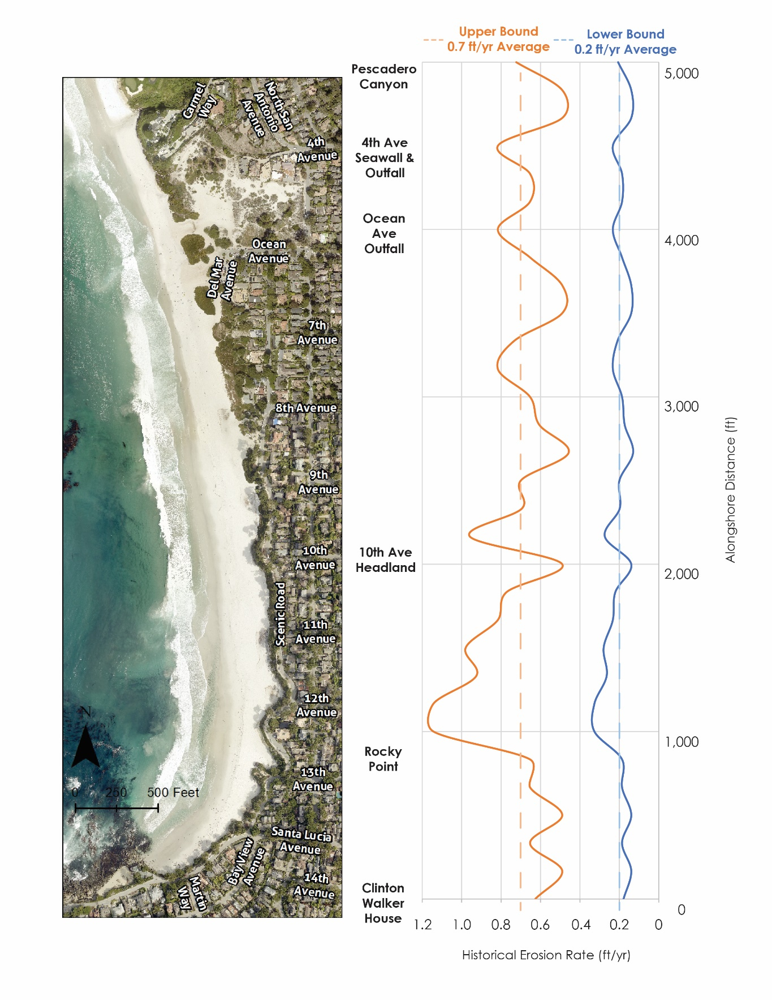 Upper Bound
0.7 ft/yr Average
Lower Bound
0.2 ft/yr Average
Pescadero
Canyon
4th Ave
Seawall &
Outfall
Ocean
Ave
Outfall
10th Ave
Headland
Rocky
Point
Clinton
Walker
House
5,000
4,000
3,000
2,000
1,000
0
Alongshore Distance (ft)
1.2 1.0 0.8 0.6 0.4 0.2 0
Historical Erosion Rate (ft/yr)
Carmel
Way
North San
Antonio
Avenue
4th
Avenue
Ocean
Avenue
Del Mar
Avenue
7th
Avenue
8th Avenue
9th
Avenue
10th
Avenue
Scenic Road
11th
Avenue
12th
Avenue
N
13th
Avenue
0 250 500 Feet
Santa Lucia
Avenue
Bay View
Avenue
14th
Avenue
Martin
Way